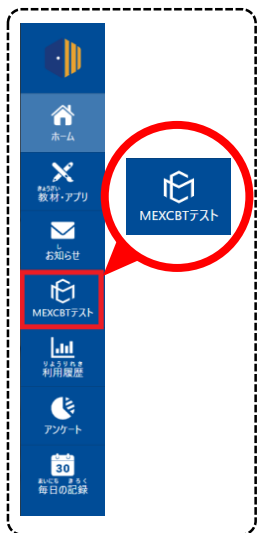 ホーム
きょうざい
教材・アプリ
し
お知らせ
MEXCBTテスト
MEXCBTテスト
りようりれき
利用履歴
アンケート
30
まいにち きろく
毎日の記録